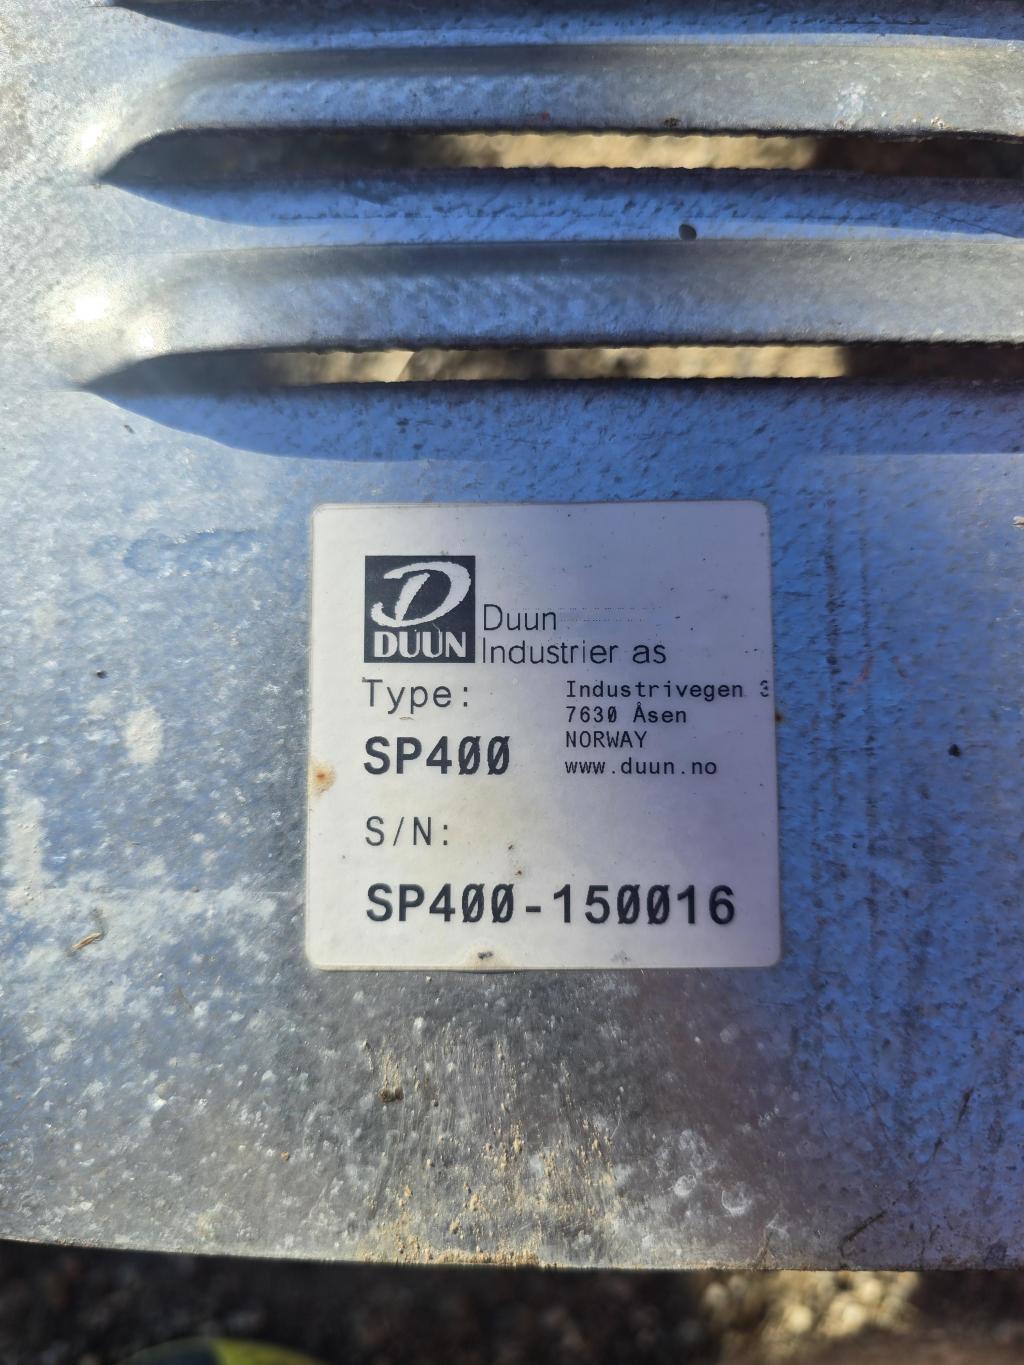 DUUN
Duun
Industrier as
Type:
Industrivegen 3
7630 Åsen
SP400
NORWAY
www.duun.no
S/N:
SP400-150016